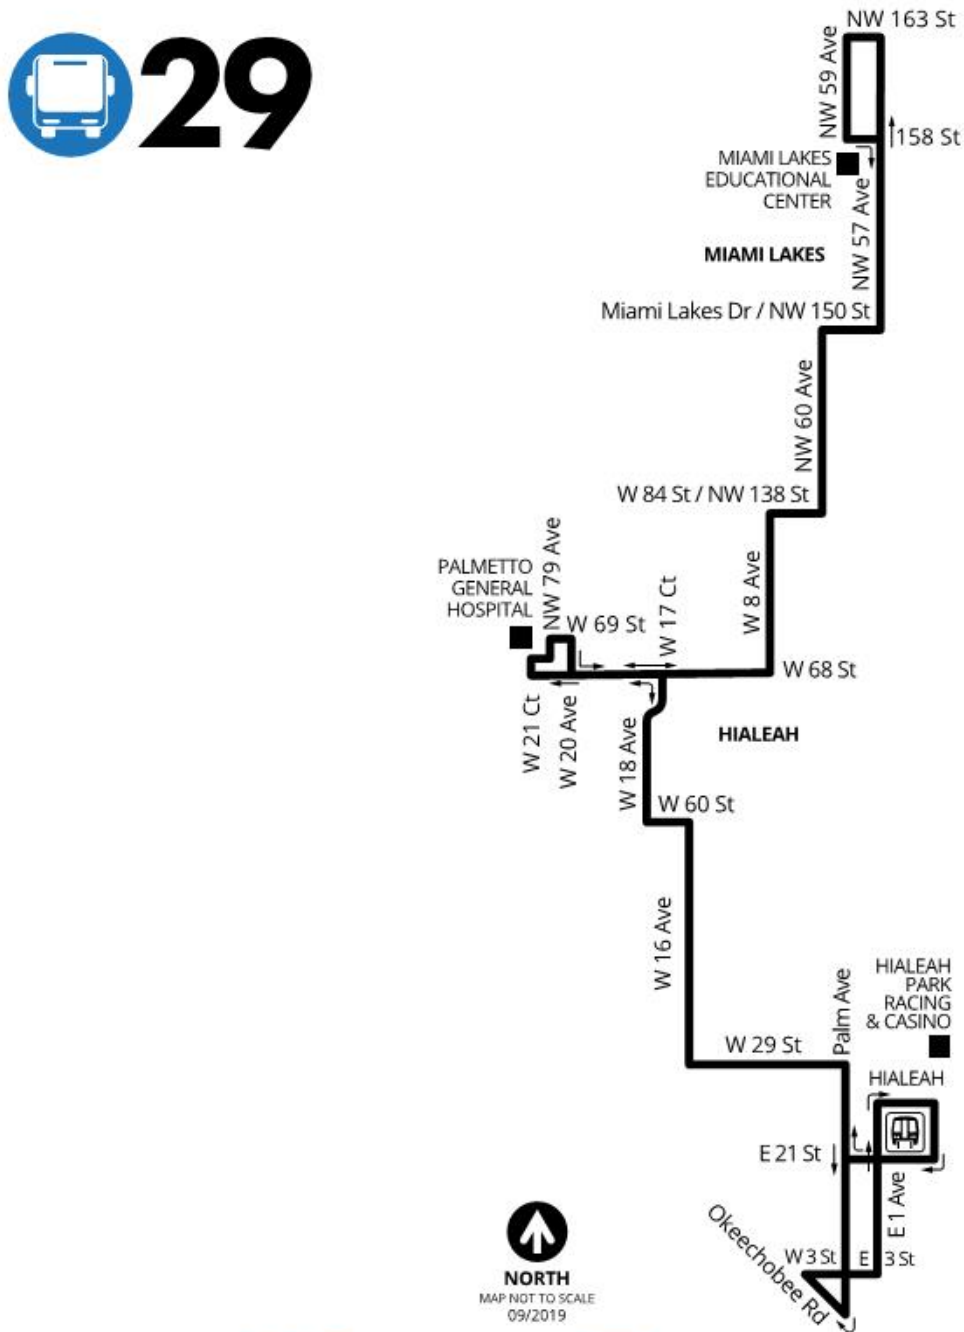 29
NW 163 St
NW 59 Ave
158 St
MIAMI LAKES
EDUCATIONAL
CENTER
NW 57 Ave
MIAMI LAKES
Miami Lakes Dr / NW 150 St
NW 60 Ave
W 84 St / NW 138 St
NW 79 Ave
PALMETTO
GENERAL
HOSPITAL
W 8 Ave
W 17 Ct
W 69 St
W 68 St
W 21 Ct
W 20 Ave
W 18 Ave
HIALEAH
W 60 St
W 16 Ave
HIALEAH
PARK
RACING
& CASINO
Palm Ave
W 29 St
HIALEAH
E 21 St
E 1 Ave
Okeechobee Rd
W 3 St
E 3 St
NORTH
MAP NOT TO SCALE
09/2019